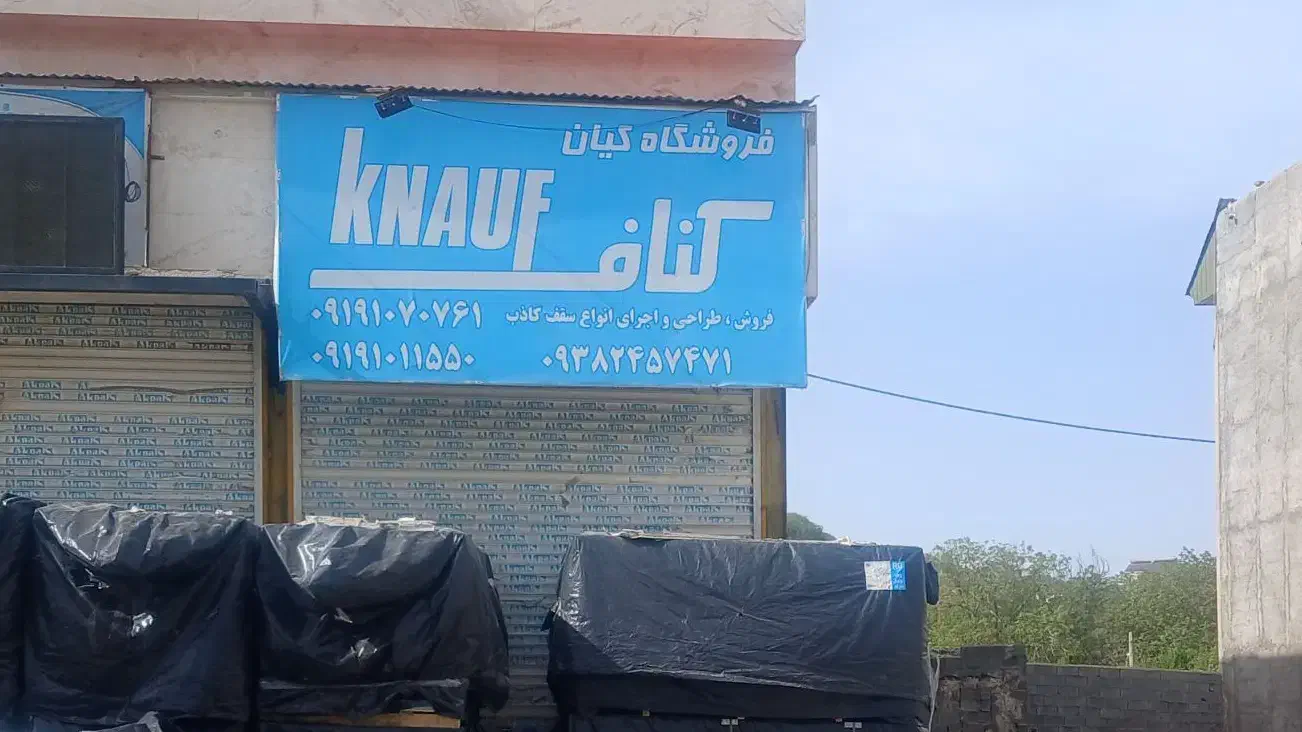 فروشگاه کیان
KNAUF
کناف
فروش، طراحی و اجرای انواع سقف کاذب
۰۹۱۹۱۰۷۰۷۶۱
۰۹۳۸۲۴۵۷۴۷۱
۰۹۱۹۱۰۱۱۵۵۰